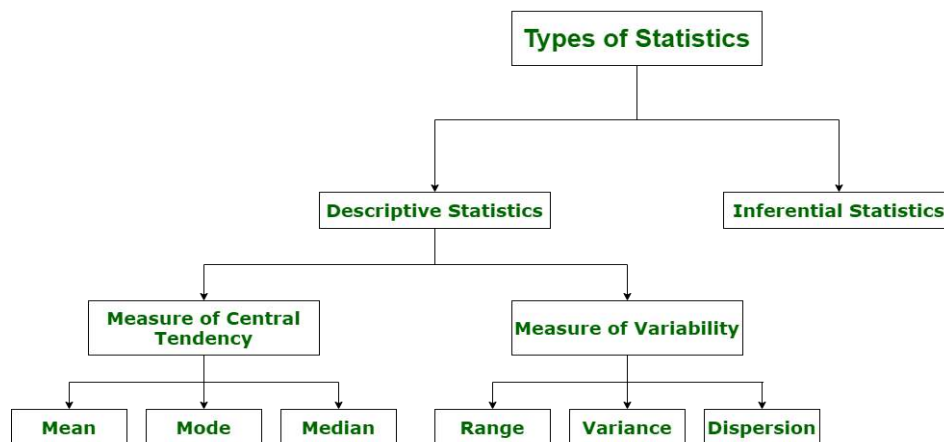 Types of Statistics
Descriptive Statistics
Inferential Statistics
Measure of Central
Tendency
Measure of Variability
Mean
Mode
Median
Range
Variance
Dispersion